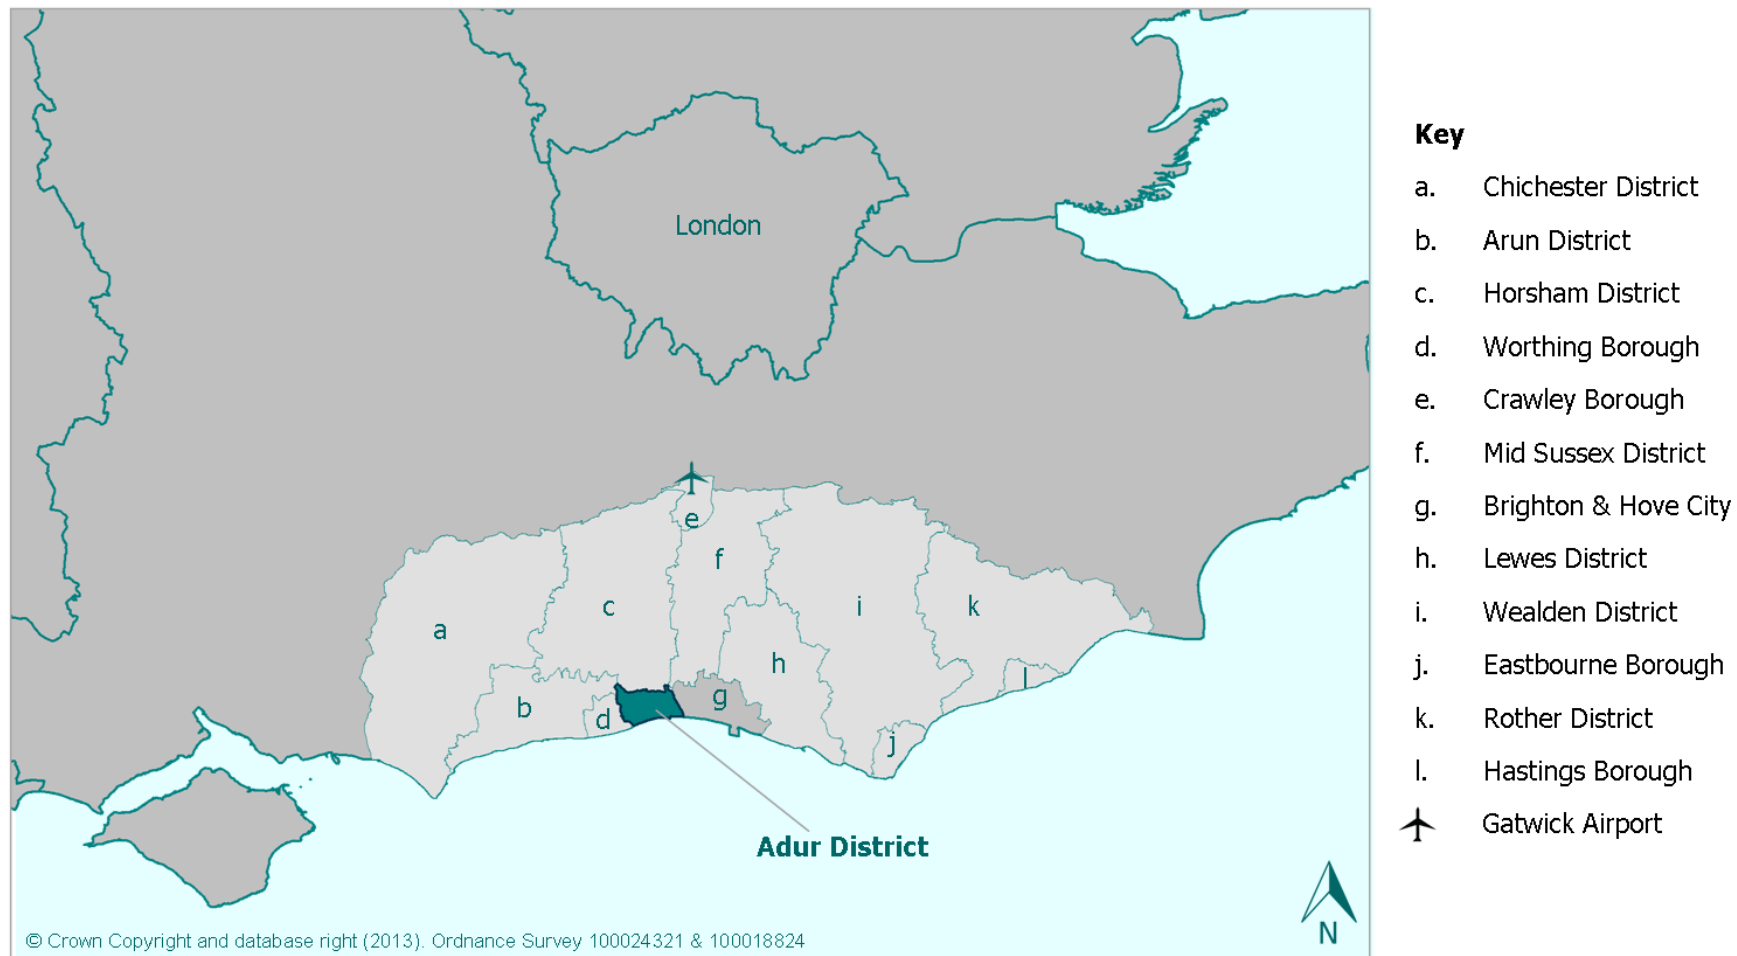 London
e
f
c
i
k
a
h
l
g
b
d
j
Adur District
N
© Crown Copyright and database right (2013). Ordnance Survey 100024321 & 100018824
Key
a. Chichester District
b. Arun District
c. Horsham District
d. Worthing Borough
e. Crawley Borough
f. Mid Sussex District
g. Brighton & Hove City
h. Lewes District
i. Wealden District
j. Eastbourne Borough
k. Rother District
l. Hastings Borough
Gatwick Airport